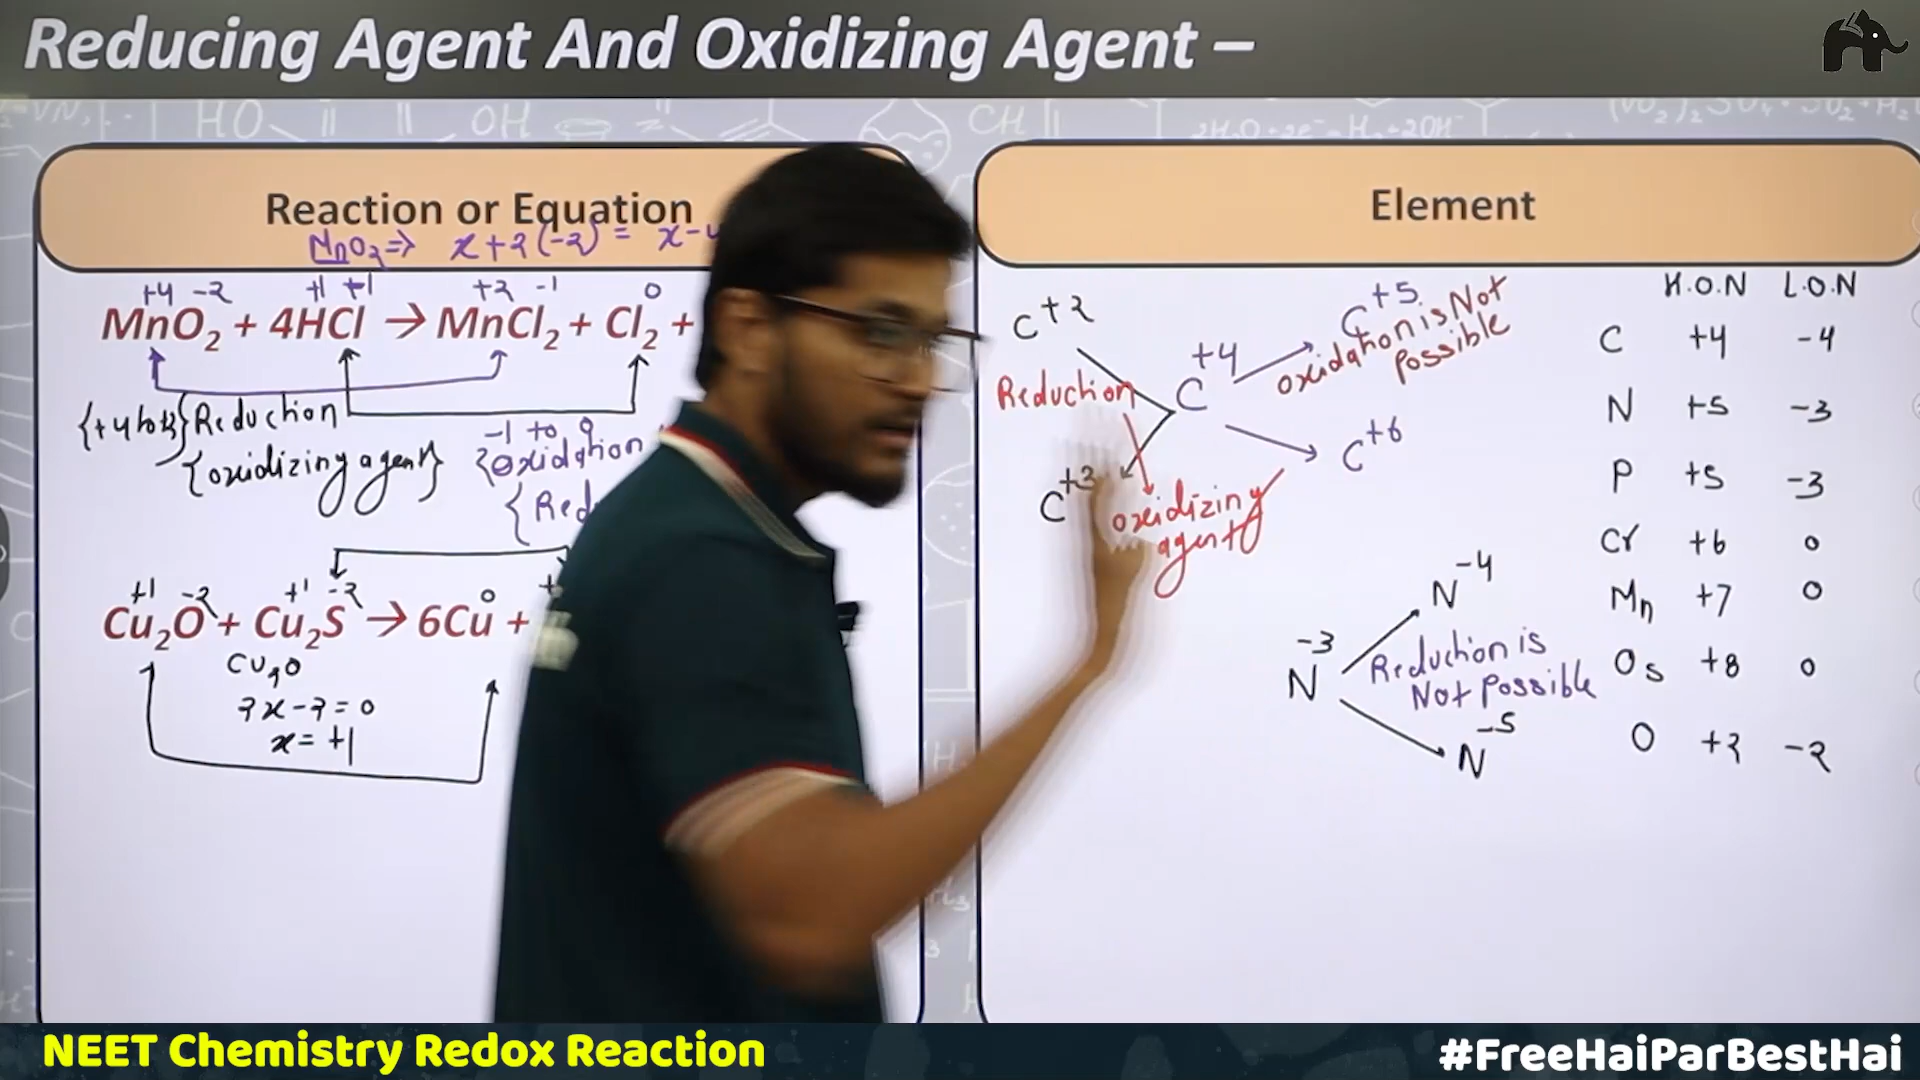 Reducing Agent And Oxidizing Agent –
Reaction or Equation
MnO2 ⇒ x+2(-2) = x-4
+4 -2 +1 +1 +2 -1 0
MnO2 + 4HCl → MnCl2 + Cl2 +
{+4 to +2} Reduction
{oxidizing agent}
-1 to 0
{oxidation
{Red
+1 -2 +1 -2 0 +
Cu2O + Cu2S → 6Cu +
Cu2O
2x-2=0
x=+1
Element
C+2
Reduction
C+3
+4
C
C+5
oxidation is Not
possible
C+6
oxidizing
agent
-3
N
N-4
Reduction is
Not possible
N-5
H.O.N L.O.N
C +4 -4
N +5 -3
P +5 -3
Cr +6 0
Mn +7 0
Os +8 0
O +2 -2
NEET Chemistry Redox Reaction
#FreeHaiParBestHai